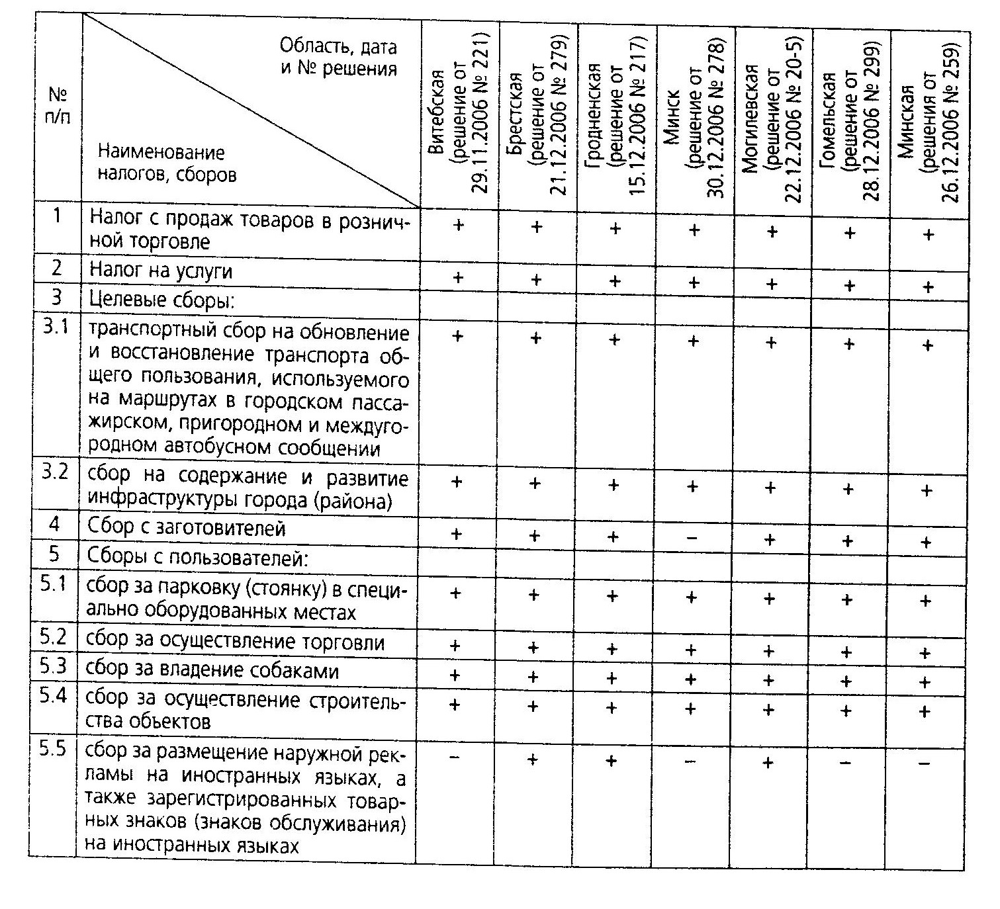 №
п/п
Область, дата
и № решения
Наименование
налогов, сборов
Витебская
(решение от
29.11.2006 № 221)
Брестская
(решение от
21.12.2006 № 279)
Гродненская
(решение от
15.12.2006 № 217)
Минск
(решение от
30.12.2006 № 278)
Могилевская
(решение от
22.12.2006 № 20-5)
Гомельская
(решение от
28.12.2006 № 299)
Минская
(решения от
26.12.2006 № 259)
1 Налог с продаж товаров в рознич- + + + + + + +
ной торговле
2 Налог на услуги + + + + + + +
3 Целевые сборы:
3.1 транспортный сбор на обновление + + + + + + +
и восстановление транспорта об-
щего пользования, используемого
на маршрутах в городском пасса-
жирском, пригородном и междуго-
родном автобусном сообщении
3.2 сбор на содержание и развитие + + + + + + +
инфраструктуры города (района)
4 Сбор с заготовителей + + + – + + +
5 Сборы с пользователей:
5.1 сбор за парковку (стоянку) в специ- + + + + + + +
ально оборудованных местах
5.2 сбор за осуществление торговли + + + + + + +
5.3 сбор за владение собаками + + + + + + +
5.4 сбор за осуществление строитель- + + + + + + +
ства обьектов
5.5 сбор за размещение наружной рек- – + + – + – –
ламы на иностранных языках, а
также зарегистрированных товар-
ных знаков (знаков обслуживания)
на иностранных языках